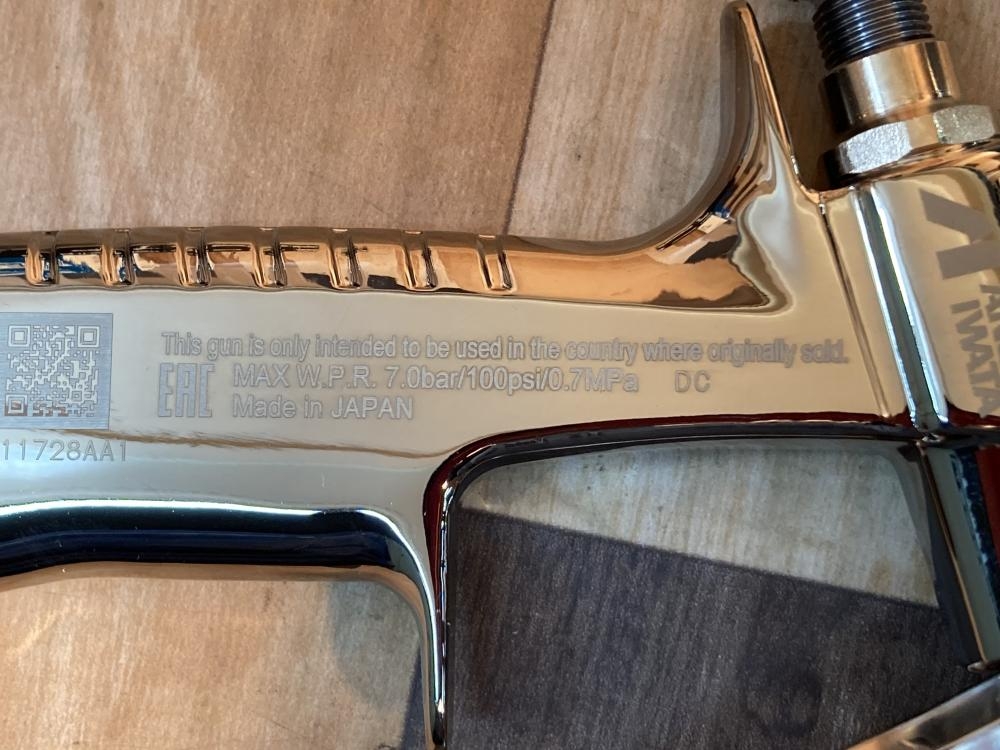 This gun is only intended to be used in the country where originally sold.
EAC MAX W.P.R. 7.0bar/100psi/0.7MPa DC
Made in JAPAN
11728AA1
IWATA